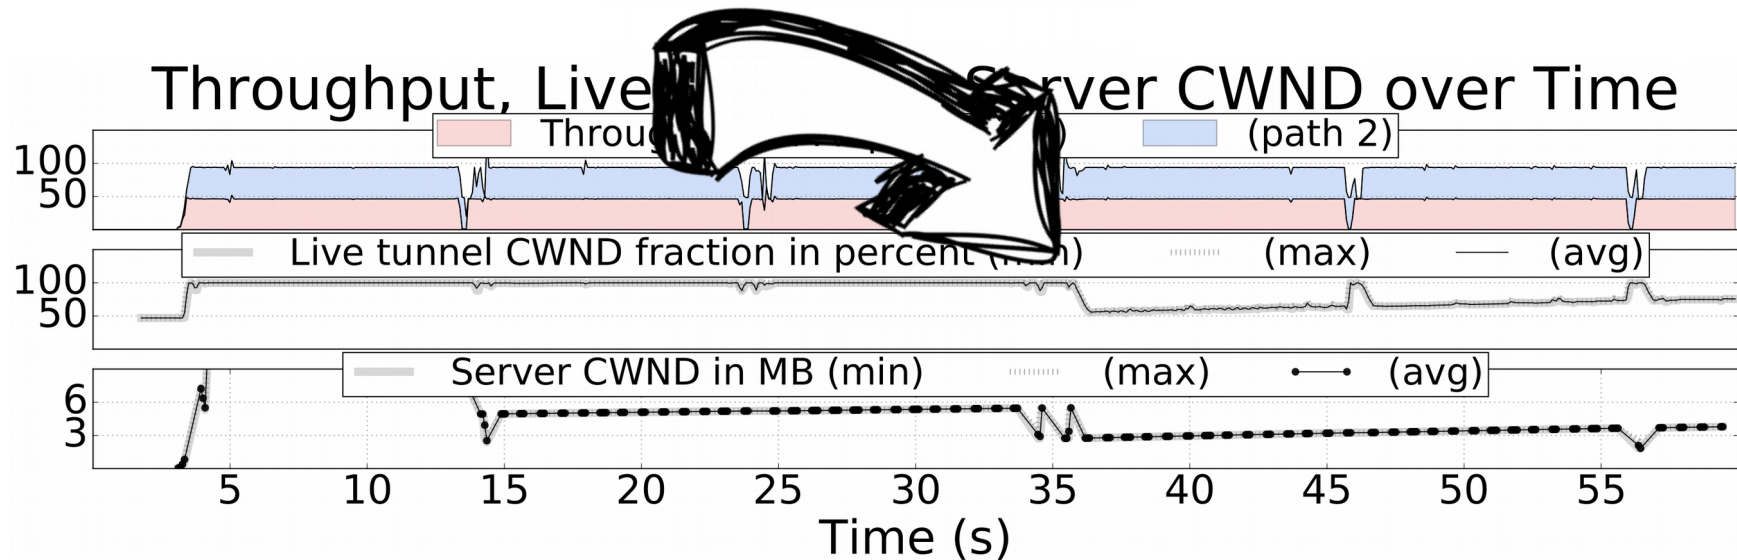 Throughput, Live Server CWND over Time
(path 2)
100
50
Live tunnel CWND fraction in percent (max) (avg)
100
50
Server CWND in MB (min) (max) (avg)
6
3
5 10 15 20 25 30 35 40 45 50 55
Time (s)